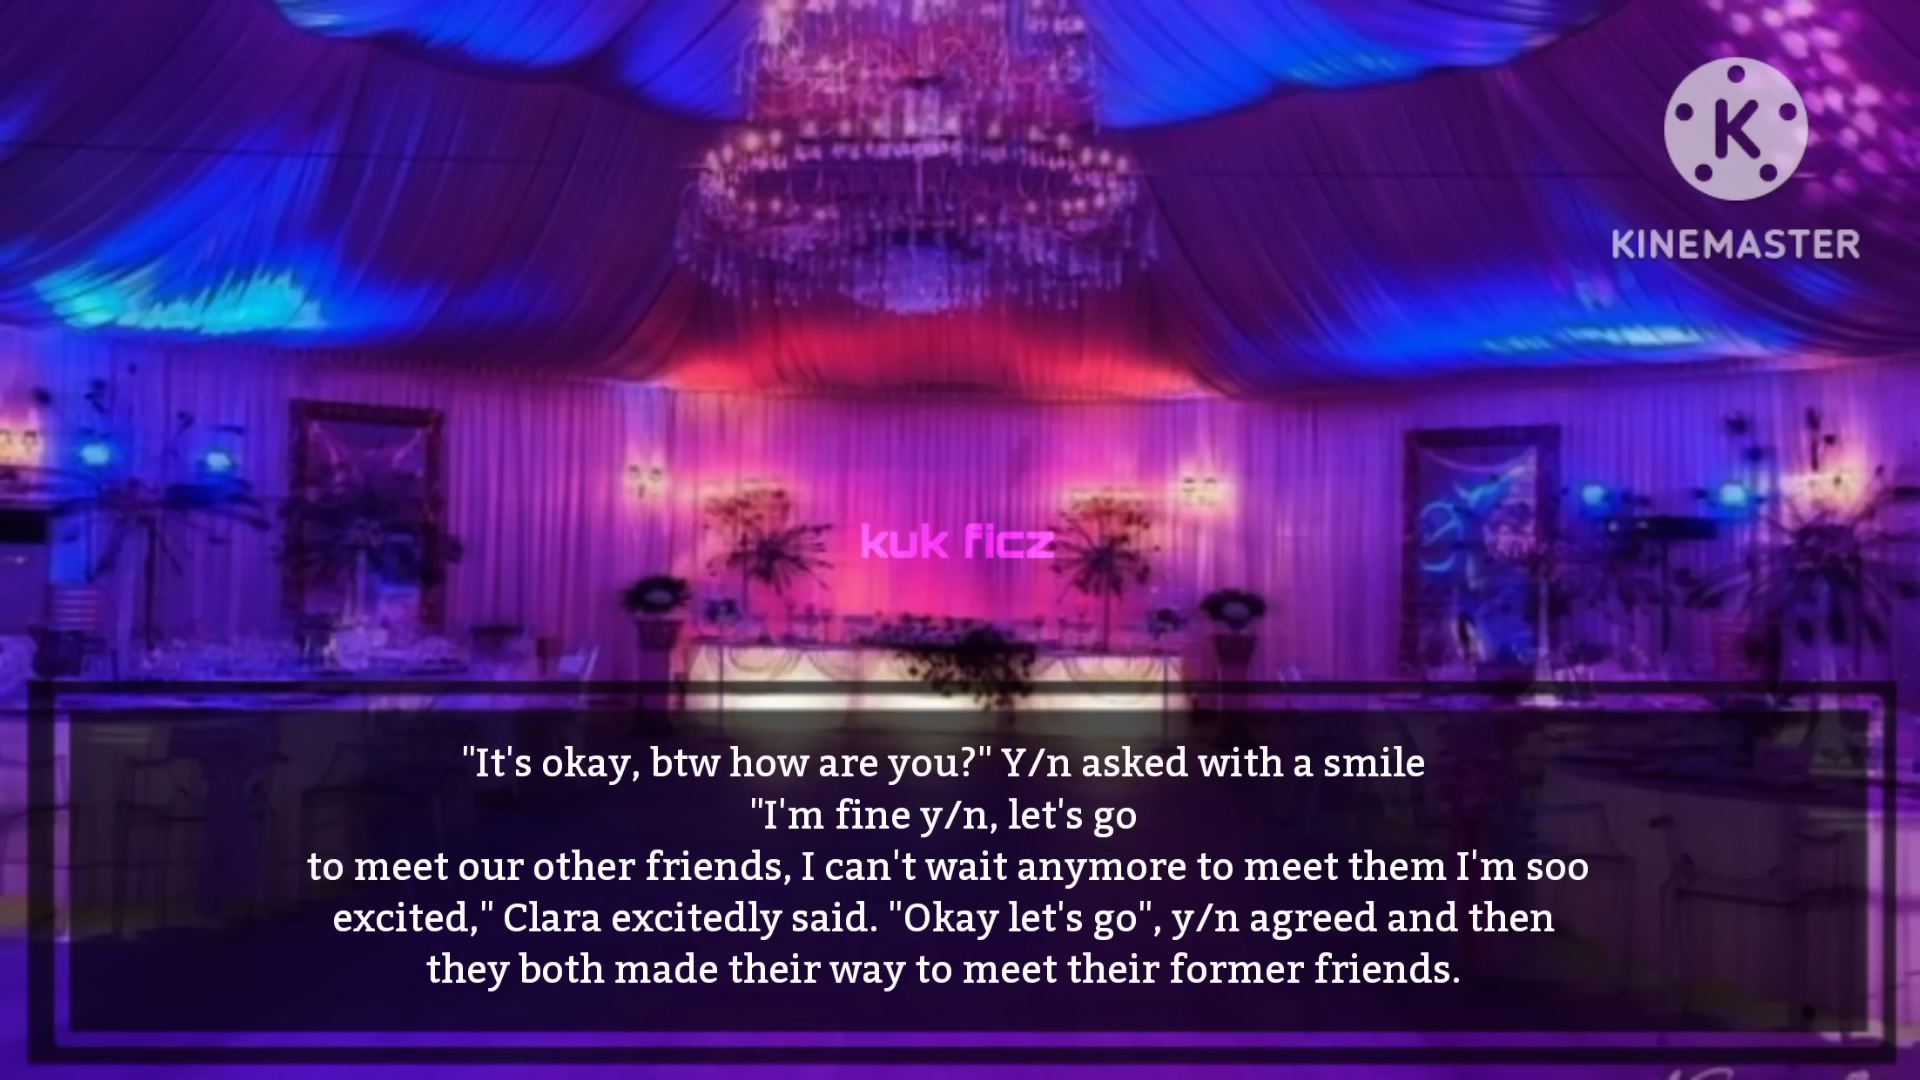 K
KINEMASTER
kuk ficz
"It's okay, btw how are you?" Y/n asked with a smile
"I'm fine y/n, let's go
to meet our other friends, I can't wait anymore to meet them I'm soo
excited," Clara excitedly said. "Okay let's go", y/n agreed and then
they both made their way to meet their former friends.